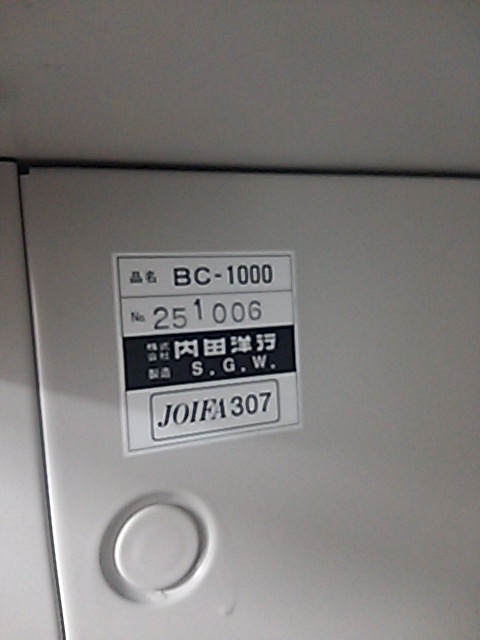 品名 BC-1000
No. 251006
株式会社 内田洋行
製造 S.G.W.
JOIFA 307